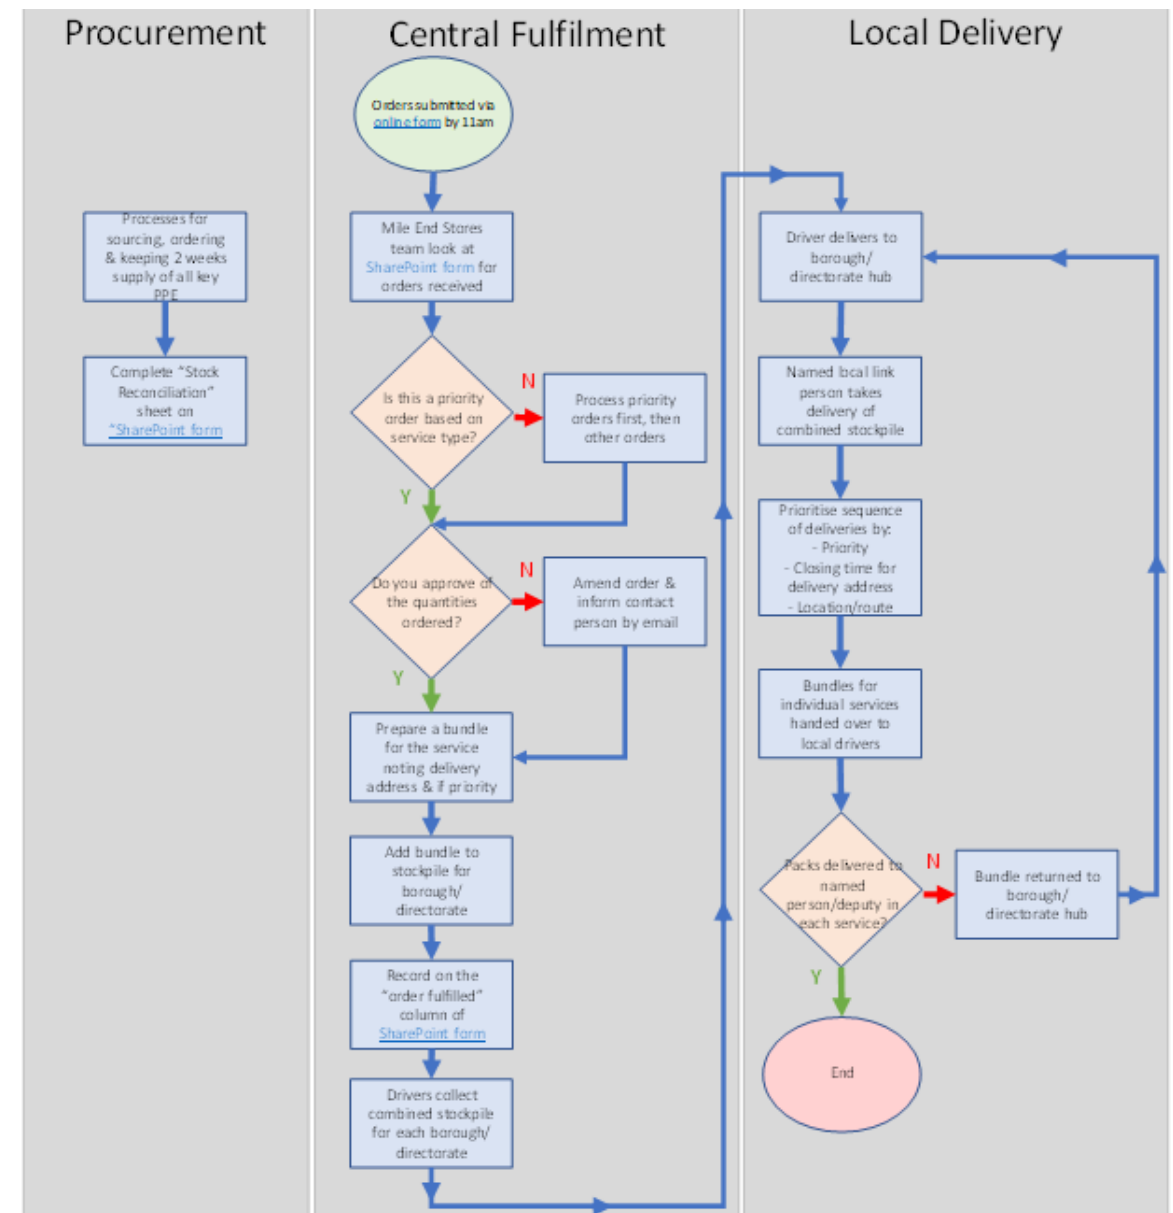 Procurement
Processes for
sourcing, ordering
& keeping 2 weeks
supply of all key
PPE
Complete “Stock
Reconciliation”
sheet on
“SharePoint form
Central Fulfilment
Orders submitted via
online form by 11am
Mile End Stores
team look at
SharePoint form for
orders received
Is this a priority
order based on
service type?
N
Process priority
orders first, then
other orders
Y
Do you approve of
the quantities
ordered?
N
Amend order &
inform contact
person by email
Y
Prepare a bundle
for the service
noting delivery
address & if priority
Add bundle to
stockpile for
borough/
directorate
Record on the
“order fulfilled”
column of
SharePoint form
Drivers collect
combined stockpile
for each borough/
directorate
Local Delivery
Driver delivers to
borough/
directorate hub
Named local link
person takes
delivery of
combined stockpile
Prioritise sequence
of deliveries by:
- Priority
- Closing time for
delivery address
- Location/route
Bundles for
individual services
handed over to
local drivers
Packs delivered to
named
person/deputy in
each service?
N
Bundle returned to
borough/
directorate hub
Y
End